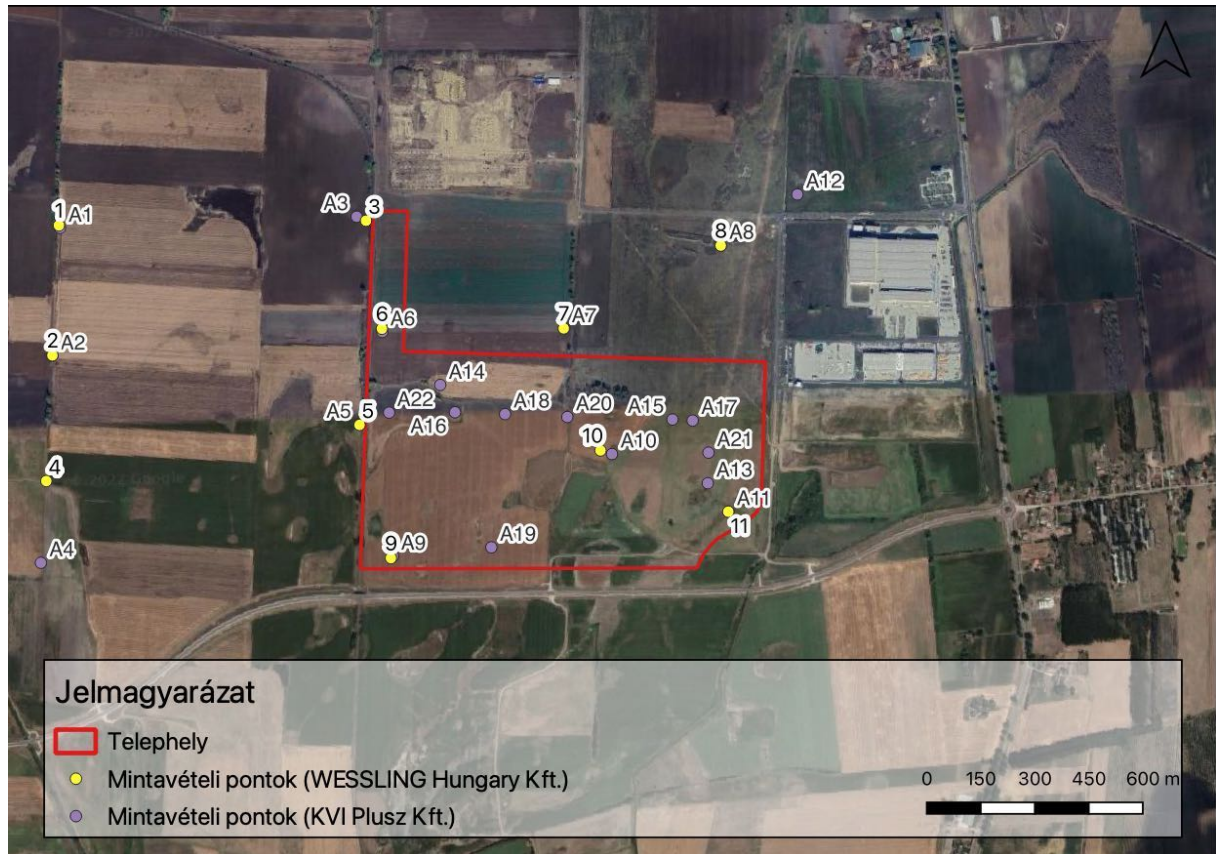 A12
A3
3
1
A1
8
A8
6
A6
7
A7
2
A2
A14
A22
A18
A20
A15
A17
A5
5
A16
10
A10
A21
4
© 2022 Google
A13
A11
11
A19
9
A9
A4
Jelmagyarázat
Telephely
Mintavételi pontok (WESSLING Hungary Kft.)
Mintavételi pontok (KVI Plusz Kft.)
0 150 300 450 600 m